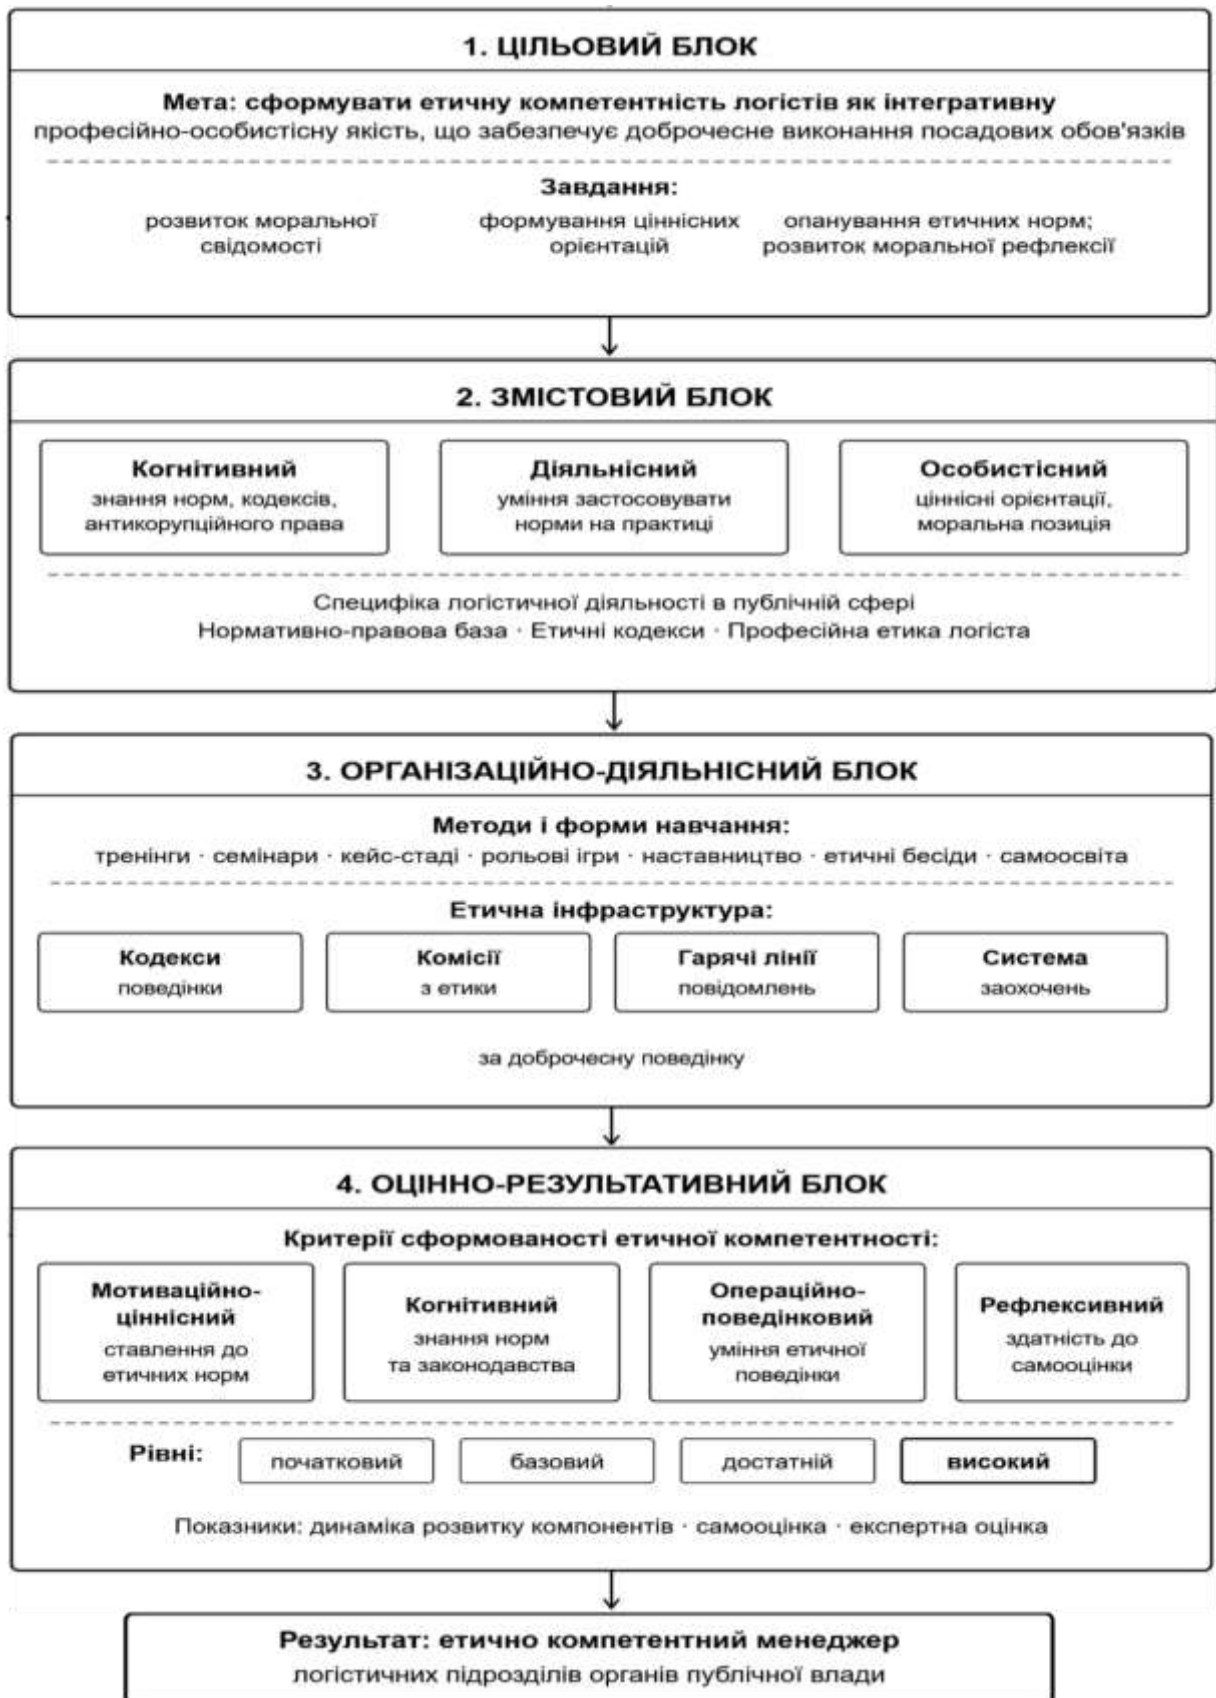 1. ЦІЛЬОВИЙ БЛОК
Мета: сформувати етичну компетентність логістів як інтегративну
професійно-особистісну якість, що забезпечує доброчесне виконання посадових обов'язків
Завдання:
розвиток моральної
свідомості
формування ціннісних
орієнтацій
опанування етичних норм;
розвиток моральної рефлексії
2. ЗМІСТОВИЙ БЛОК
Когнітивний
знання норм, кодексів,
антикорупційного права
Діяльнісний
уміння застосовувати
норми на практиці
Особистісний
ціннісні орієнтації,
моральна позиція
Специфіка логістичної діяльності в публічній сфері
Нормативно-правова база · Етичні кодекси · Професійна етика логіста
3. ОРГАНІЗАЦІЙНО-ДІЯЛЬНІСНИЙ БЛОК
Методи і форми навчання:
тренінги · семінари · кейс-стаді · рольові ігри · наставництво · етичні бесіди · самоосвіта
Етична інфраструктура:
Кодекси
поведінки
Комісії
з етики
Гарячі лінії
повідомлень
Система
заохочень
за доброчесну поведінку
4. ОЦІННО-РЕЗУЛЬТАТИВНИЙ БЛОК
Критерії сформованості етичної компетентності:
Мотиваційно-
ціннісний
ставлення до
етичних норм
Когнітивний
знання норм
та законодавства
Операційно-
поведінковий
уміння етичної
поведінки
Рефлексивний
здатність до
самооцінки
Рівні:
початковий
базовий
достатній
високий
Показники: динаміка розвитку компонентів · самооцінка · експертна оцінка
Результат: етично компетентний менеджер
логістичних підрозділів органів публічної влади